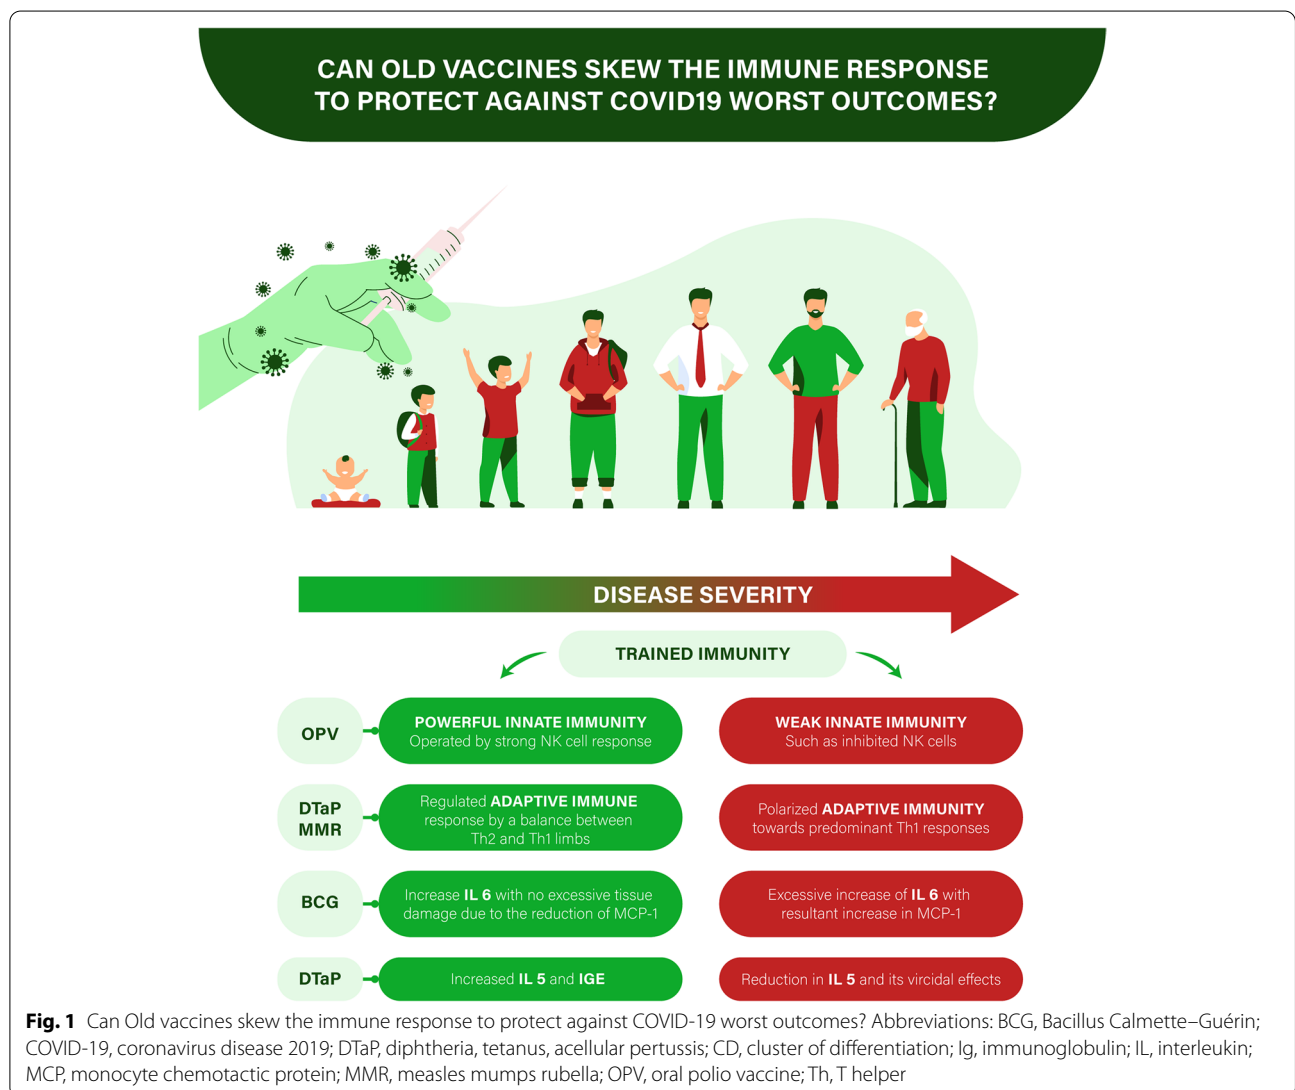 CAN OLD VACCINES SKEW THE IMMUNE RESPONSE
TO PROTECT AGAINST COVID19 WORST OUTCOMES?
DISEASE SEVERITY
TRAINED IMMUNITY
OPV
POWERFUL INNATE IMMUNITY
Operated by strong NK cell response
WEAK INNATE IMMUNITY
Such as inhibited NK cells
DTaP
MMR
Regulated ADAPTIVE IMMUNE
response by a balance between
Th2 and Th1 limbs
Polarized ADAPTIVE IMMUNITY
towards predominant Th1 responses
BCG
Increase IL 6 with no excessive tissue
damage due to the reduction of MCP-1
Excessive increase of IL 6 with
resultant increase in MCP-1
DTaP
Increased IL 5 and IGE
Reduction in IL 5 and its vircidal effects
Fig. 1 Can Old vaccines skew the immune response to protect against COVID-19 worst outcomes? Abbreviations: BCG, Bacillus Calmette–Guérin;
COVID-19, coronavirus disease 2019; DTaP, diphtheria, tetanus, acellular pertussis; CD, cluster of differentiation; Ig, immunoglobulin; IL, interleukin;
MCP, monocyte chemotactic protein; MMR, measles mumps rubella; OPV, oral polio vaccine; Th, T helper